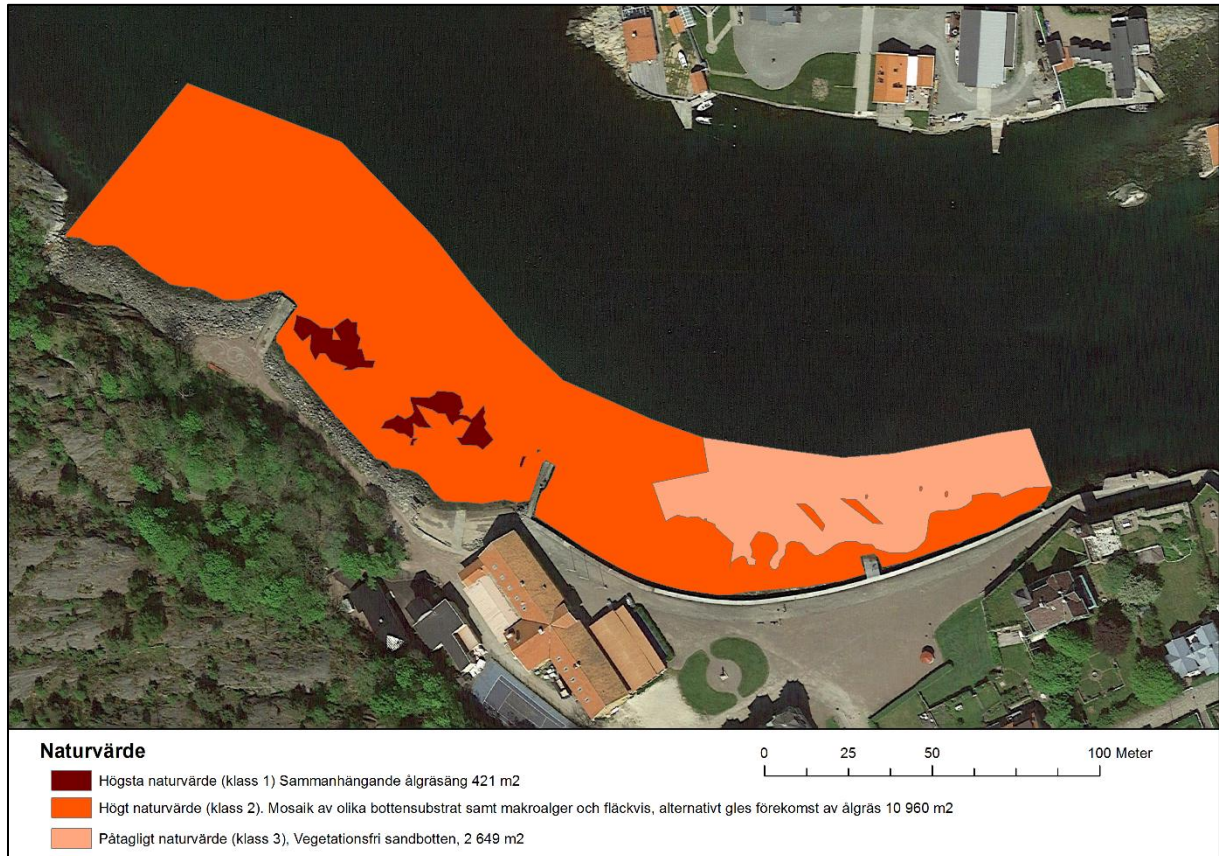 Naturvärde
0 25 50 100 Meter
Högsta naturvärde (klass 1) Sammanhängande ålgräsäng 421 m2
Högt naturvärde (klass 2). Mosaik av olika bottensubstrat samt makroalger och fläckvis, alternativt gles förekomst av ålgräs 10 960 m2
Påtagligt naturvärde (klass 3), Vegetationsfri sandbotten, 2 649 m2